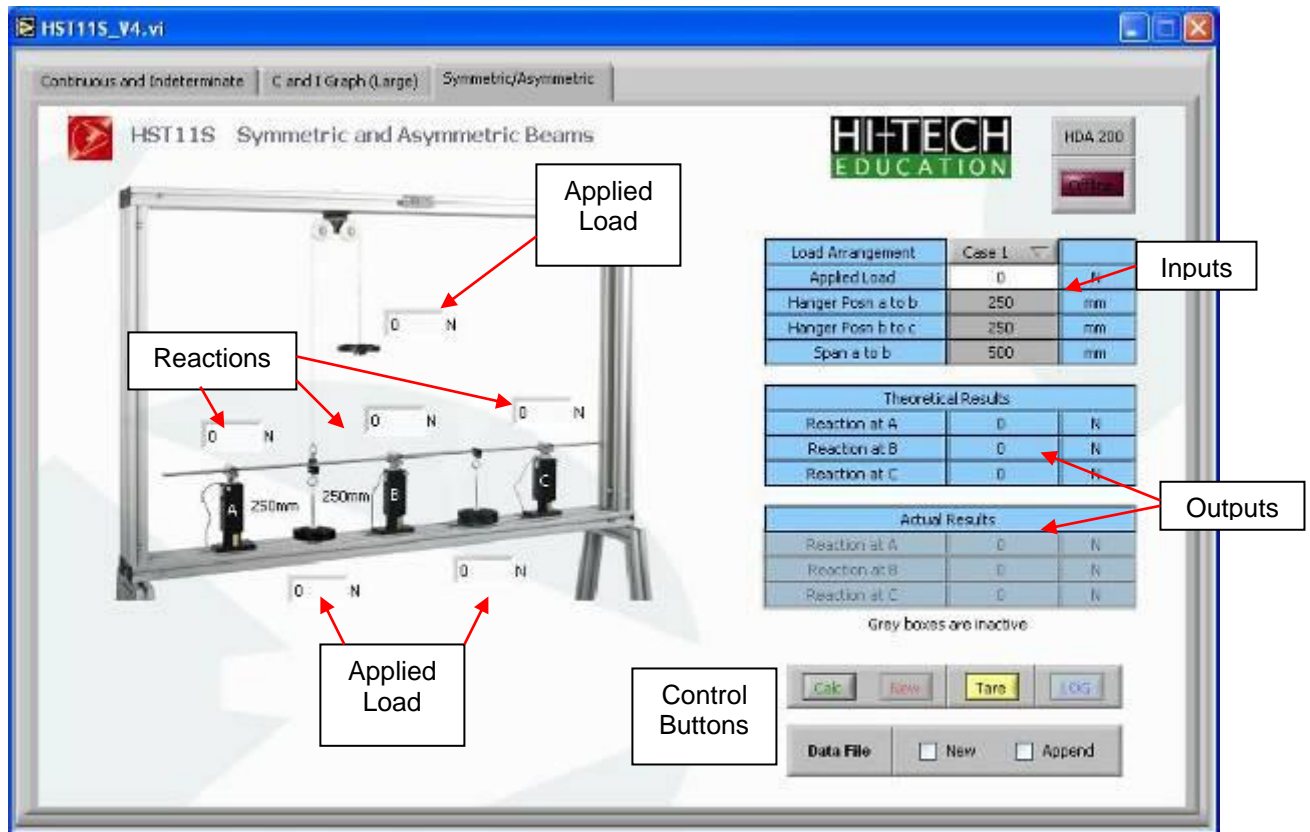 HST11S_V4.vi
Continuous and Indeterminate
C and I Graph (Large)
Symmetric/Asymmetric
HST11S Symmetric and Asymmetric Beams
HI-TECH
EDUCATION
HDA 200
Offline
Applied
Load
Load Arrangement Case 1
Applied Load 0 N
Hanger Posn a to b 250 mm
Hanger Posn b to c 250 mm
Span a to b 500 mm
Inputs
0 N
Reactions
0 N
0 N
0 N
A
250mm
250mm
B
C
Theoretical Results
Reaction at A 0 N
Reaction at B 0 N
Reaction at C 0 N
Outputs
Actual Results
Reaction at A 0 N
Reaction at B 0 N
Reaction at C 0 N
Grey boxes are inactive
0 N
0 N
Applied
Load
Control
Buttons
Calc
New
Tare
LOG
Data File
New
Append